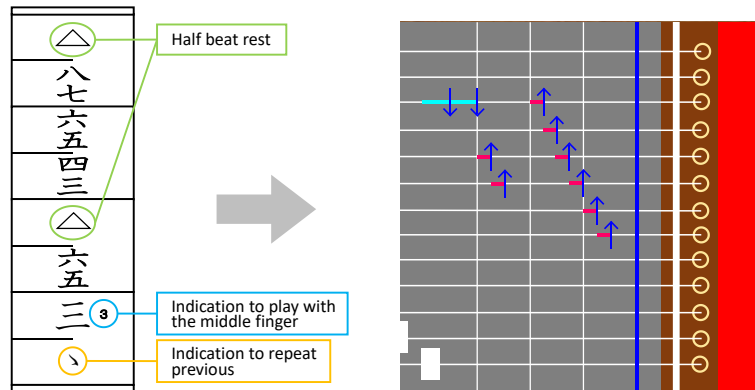 Half beat rest
△
八
七
六
五
四
三
△
六
五
三 ③
Indication to play with
the middle finger
Indication to repeat
previous